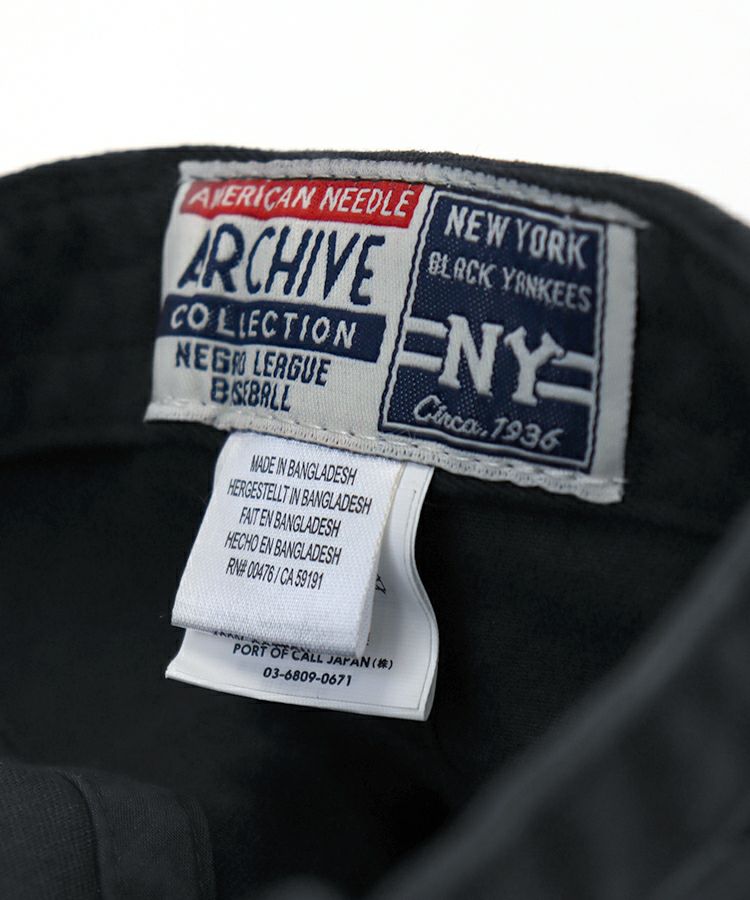 AMERICAN NEEDLE
ARCHIVE
COLLECTION
NEGRO LEAGUE
BASEBALL
NEW YORK
BLACK YANKEES
NY
Circa. 1936
MADE IN BANGLADESH
HERGESTELLT IN BANGLADESH
FAIT EN BANGLADESH
HECHO EN BANGLADESH
RN# 00476 / CA 59191
PORT OF CALL JAPAN(株)
03-6809-0671